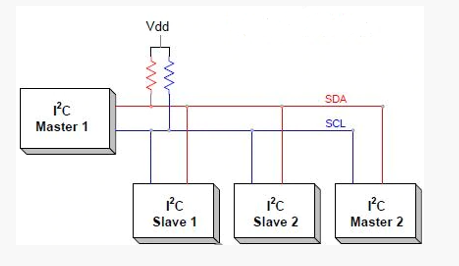 Vdd
SDA
I²C
Master 1
SCL
I²C
Slave 1
I²C
Slave 2
I²C
Master 2